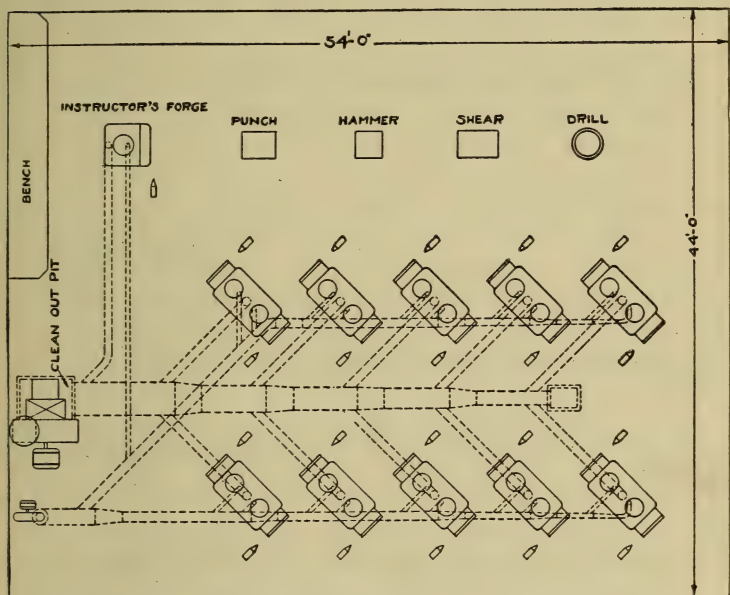 54'-0"
INSTRUCTOR'S FORGE
PUNCH
HAMMER
SHEAR
DRILL
BENCH
44'-0"
CLEAN OUT PIT